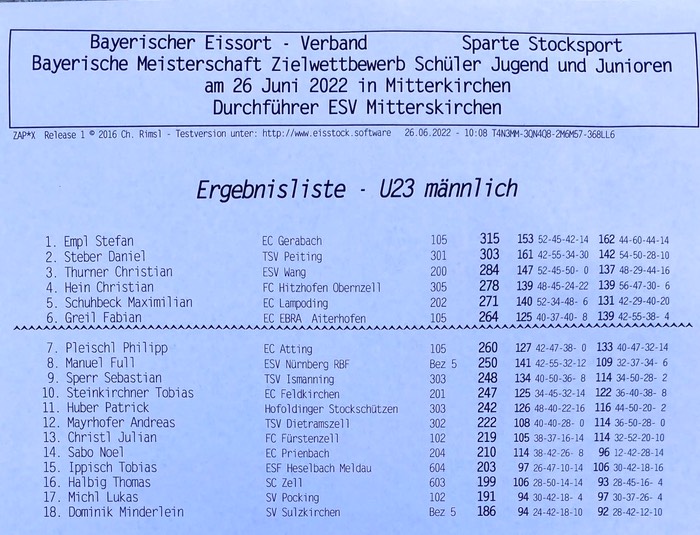 Bayerischer Eissort - Verband Sparte Stocksport
Bayerische Meisterschaft Zielwettbewerb Schüler Jugend und Junioren
am 26 Juni 2022 in Mitterkirchen
Durchführer ESV Mitterskirchen
ZAP*X Release 1 © 2016 Ch. Rimsl - Testversion unter: http://www.eisstock.software 26.06.2022 - 10:08 T4N3MM-3QN4Q8-2M6M57-368LL6
Ergebnisliste - U23 männlich
1. Empl Stefan EC Gerabach 105 315 153 52-45-42-14 162 44-60-44-14
2. Steber Daniel TSV Peiting 301 303 161 42-55-34-30 142 54-50-28-10
3. Thurner Christian ESV Wang 200 284 147 52-45-50- 0 137 48-29-44-16
4. Hein Christian FC Hitzhofen Obernzell 305 278 139 48-45-24-22 139 56-47-30- 6
5. Schuhbeck Maximilian EC Lampoding 202 271 140 52-34-48- 6 131 42-29-40-20
6. Greil Fabian EC EBRA Aiterhofen 105 264 125 40-37-40- 8 139 42-55-38- 4
7. Pleischl Philipp EC Atting 105 260 127 42-47-38- 0 133 40-47-32-14
8. Manuel Full ESV Nürnberg RBF Bez 5 250 141 42-55-32-12 109 32-37-34- 6
9. Sperr Sebastian TSV Ismanning 303 248 134 40-50-36- 8 114 34-50-28- 2
10. Steinkirchner Tobias EC Feldkirchen 201 247 125 34-45-32-14 122 36-40-38- 8
11. Huber Patrick Hofoldinger Stockschützen 303 242 126 48-40-22-16 116 44-50-20- 2
12. Mayrhofer Andreas TSV Dietramszell 302 222 108 40-40-28- 0 114 36-50-28- 0
13. Christl Julian FC Fürstenzell 102 219 105 38-37-16-14 114 32-52-20-10
14. Sabo Noel EC Prienbach 204 210 114 38-42-26- 8 96 12-42-28-14
15. Ippisch Tobias ESF Heselbach Meldau 604 203 97 26-47-10-14 106 30-42-18-16
16. Halbig Thomas SC Zell 603 199 106 28-50-14-14 93 28-45-16- 4
17. Michl Lukas SV Pocking 102 191 94 30-42-18- 4 97 30-37-26- 4
18. Dominik Minderlein SV Sulzkirchen Bez 5 186 94 24-42-18-10 92 28-42-12-10